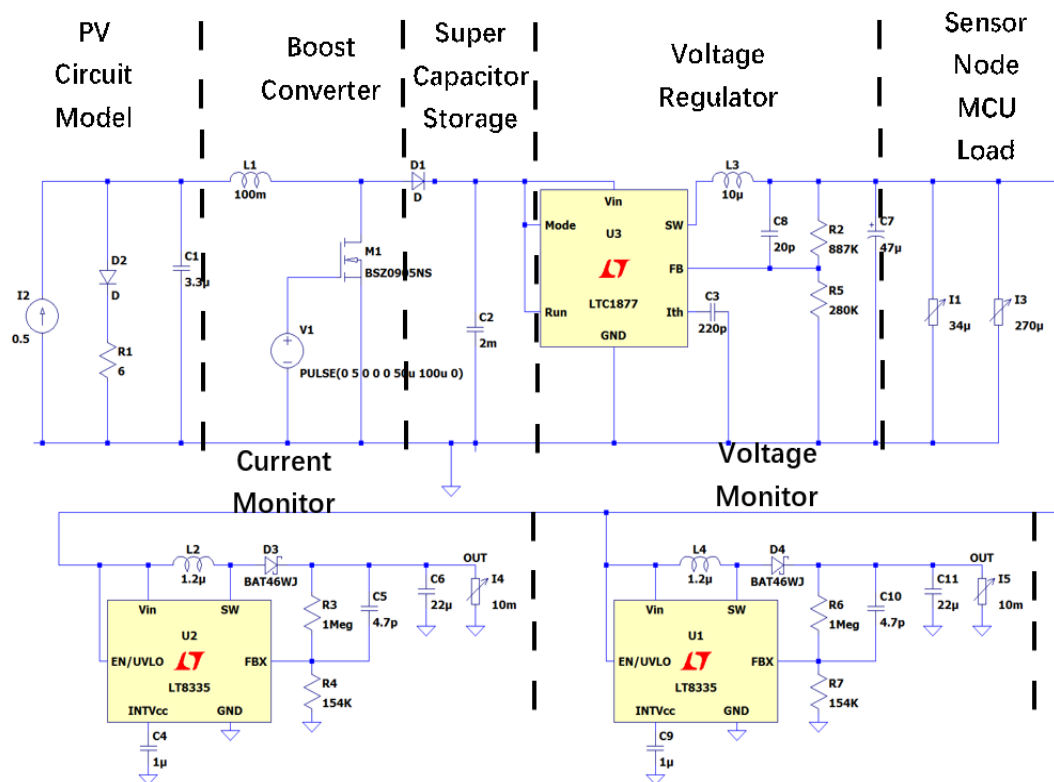 PV
Circuit
Model
Boost
Converter
Super
Capacitor
Storage
Voltage
Regulator
Sensor
Node
MCU
Load
L1
100m
D1
D
L3
10µ
D2
D
C1
3.3µ
I2
0.5
R1
6
M1
BSZ0905NS
V1
PULSE(0 5 0 0 0 50u 100u 0)
C2
2m
Vin
Mode
SW
U3
FB
LTC1877
Run
Ith
GND
C3
220p
C8
20p
R2
887K
R5
280K
C7
47µ
I1
34µ
I3
270µ
Current
Monitor
Voltage
Monitor
L2
1.2µ
D3
BAT46WJ
OUT
Vin
SW
U2
EN/UVLO
FBX
LT8335
INTVcc
GND
R3
1Meg
C5
4.7p
C6
22µ
I4
10m
R4
154K
C4
1µ
L4
1.2µ
D4
BAT46WJ
OUT
Vin
SW
U1
EN/UVLO
FBX
LT8335
INTVcc
GND
R6
1Meg
C10
4.7p
C11
22µ
I5
10m
R7
154K
C9
1µ